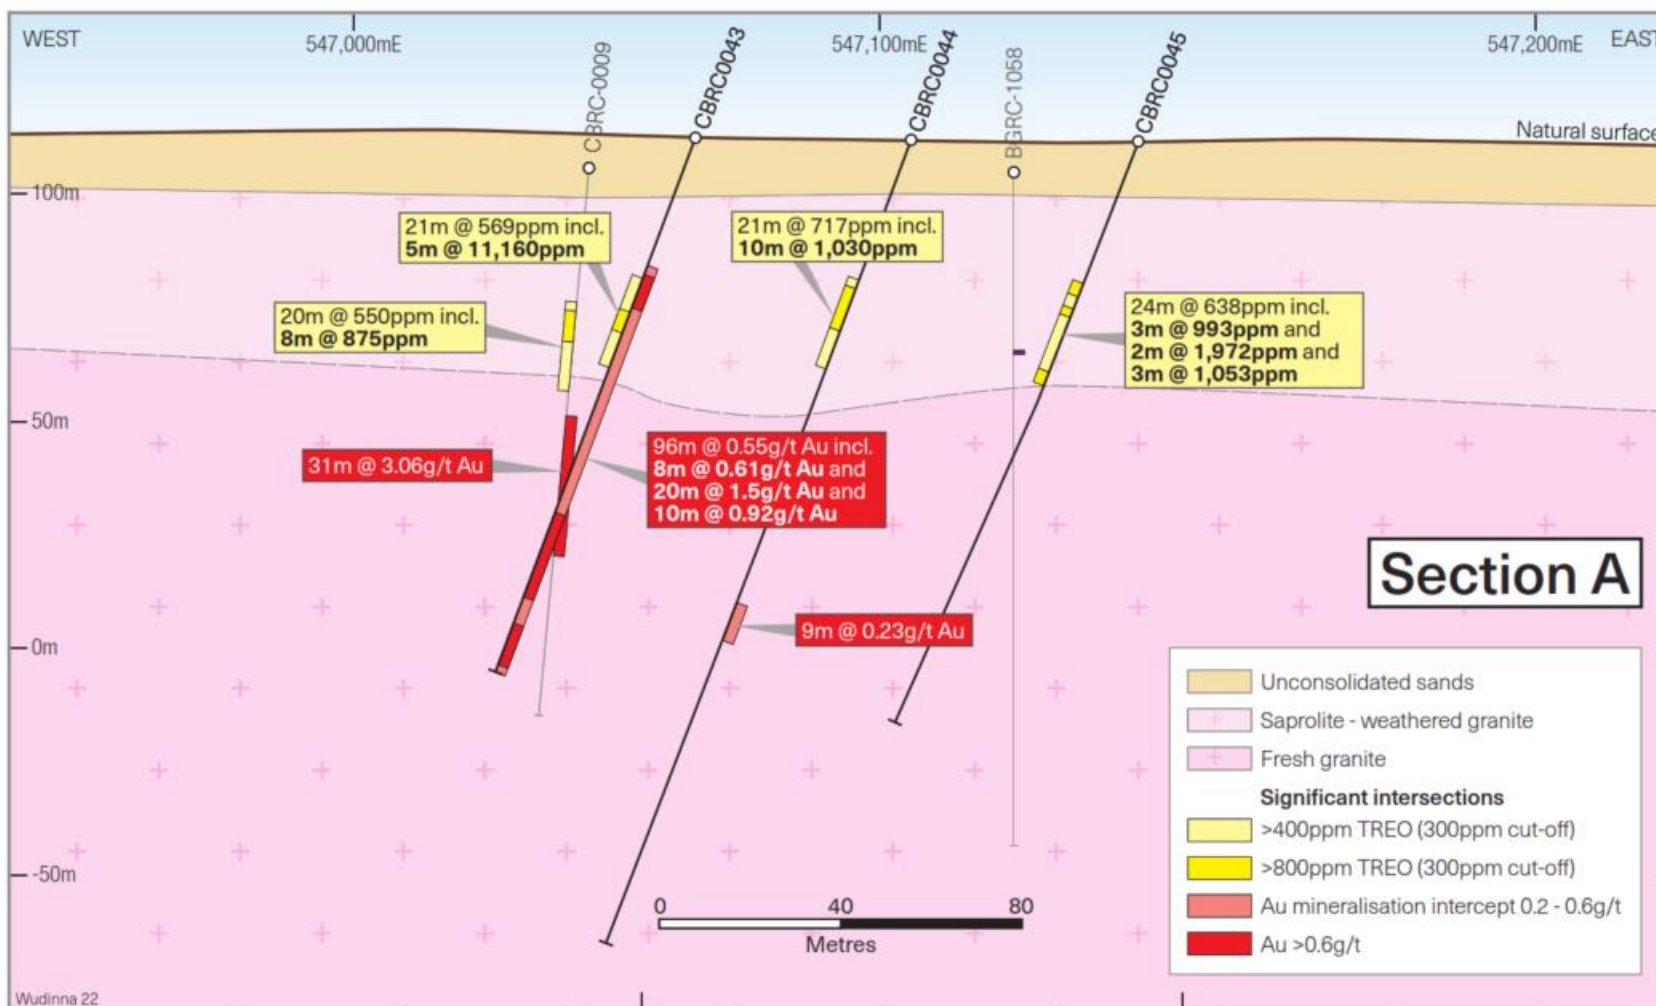 WEST
547,000mE
547,100mE
547,200mE
EAST
CBRC-0009
CBRC0043
CBRC0044
BGRC-1058
CBRC0045
Natural surface
100m
21m @ 569ppm incl.
5m @ 11,160ppm
21m @ 717ppm incl.
10m @ 1,030ppm
20m @ 550ppm incl.
8m @ 875ppm
24m @ 638ppm incl.
3m @ 993ppm and
2m @ 1,972ppm and
3m @ 1,053ppm
50m
31m @ 3.06g/t Au
96m @ 0.55g/t Au incl.
8m @ 0.61g/t Au and
20m @ 1.5g/t Au and
10m @ 0.92g/t Au
Section A
0m
9m @ 0.23g/t Au
Unconsolidated sands
Saprolite - weathered granite
Fresh granite
Significant intersections
>400ppm TREO (300ppm cut-off)
>800ppm TREO (300ppm cut-off)
Au mineralisation intercept 0.2 - 0.6g/t
Au >0.6g/t
-50m
0 40 80
Metres
Wudinna 22